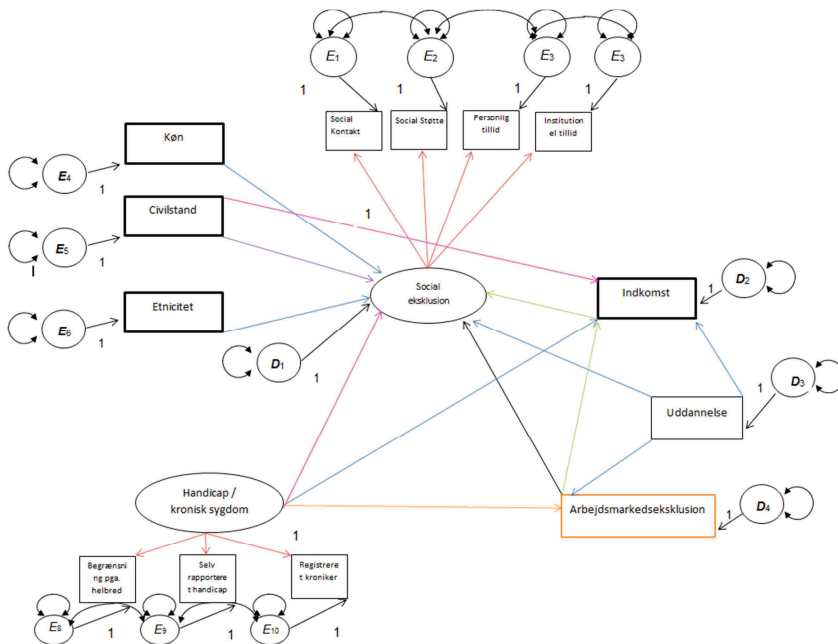 E1
E2
E3
E3
1
1
1
1
Social
Kontakt
Social Støtte
Personlig
tillid
Institution
el tillid
Køn
E4
1
Civilstand
1
E5
1
Etnicitet
E6
1
Social
eksklusion
Indkomst
1
D2
D1
1
1
D3
Uddannelse
Handicap /
kronisk sygdom
Arbejdsmarkedseksklusion
1
D4
1
Begrænsni
ng pga.
helbred
Selv
rapportere
t handicap
Registrere
t kroniker
E8
1
E9
1
E10
1